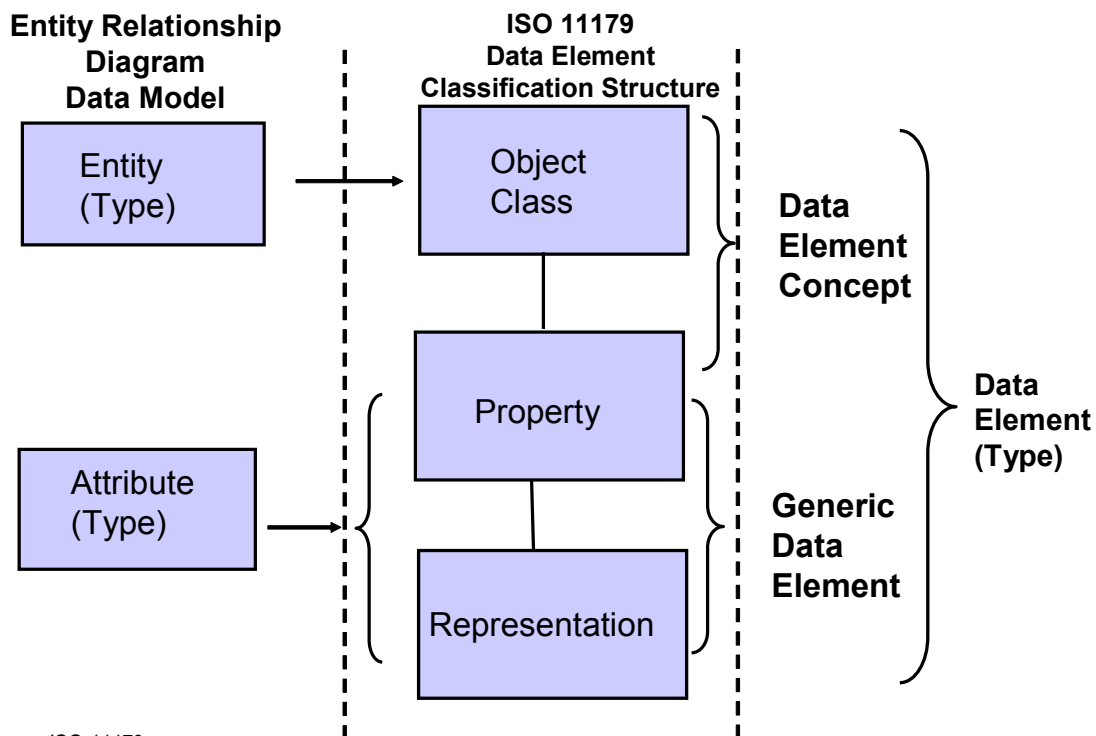 Entity Relationship
Diagram
Data Model
ISO 11179
Data Element
Classification Structure
Entity
(Type)
Object
Class
Data
Element
Concept
Property
Data
Element
(Type)
Attribute
(Type)
Generic
Data
Element
Representation